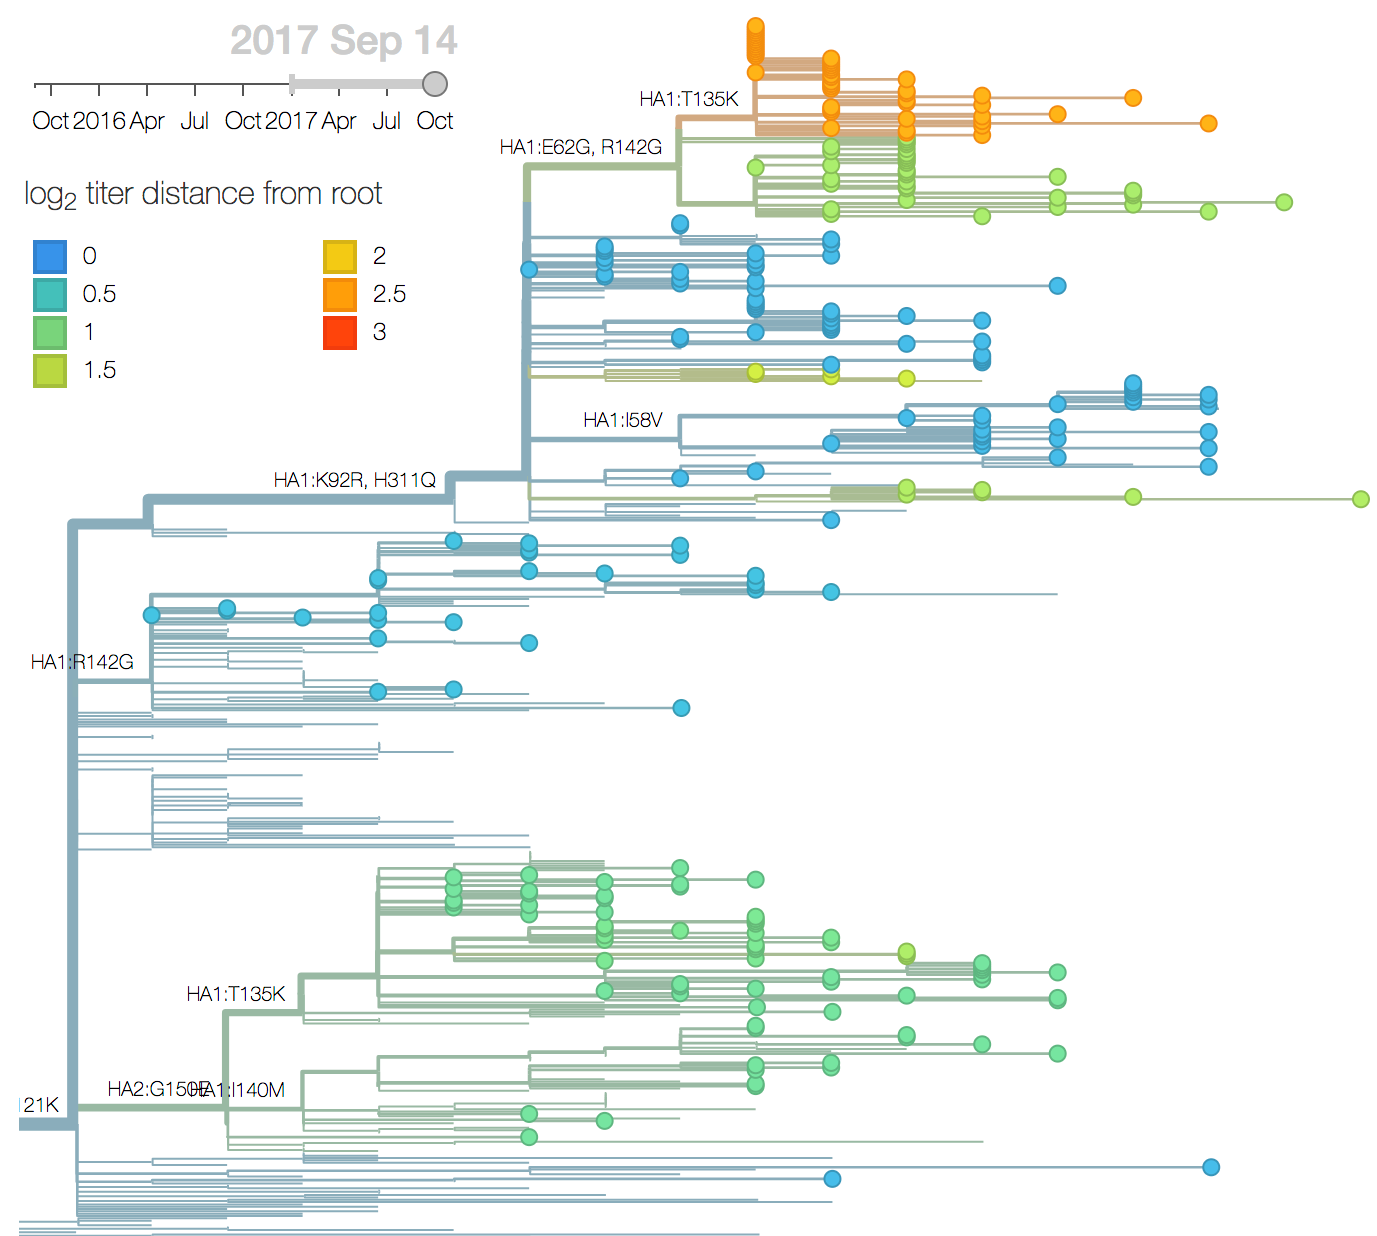 2017 Sep 14
Oct 2016 Apr Jul Oct 2017 Apr Jul Oct
log2 titer distance from root
0
0.5
1
1.5
2
2.5
3
HA1:T135K
HA1:E62G, R142G
HA1:I58V
HA1:K92R, H311Q
HA1:R142G
HA1:T135K
HA2:G150E
HA1:I140M
21K